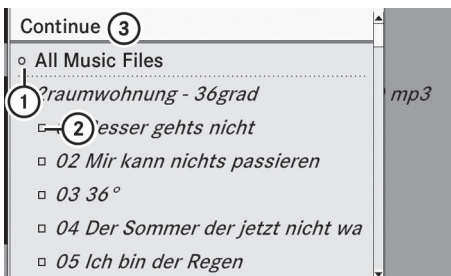 Continue 3
All Music Files
1 raumwohnung - 36grad mp3
2 esser gehts nicht
02 Mir kann nichts passieren
03 36°
04 Der Sommer der jetzt nicht wa
05 Ich bin der Regen